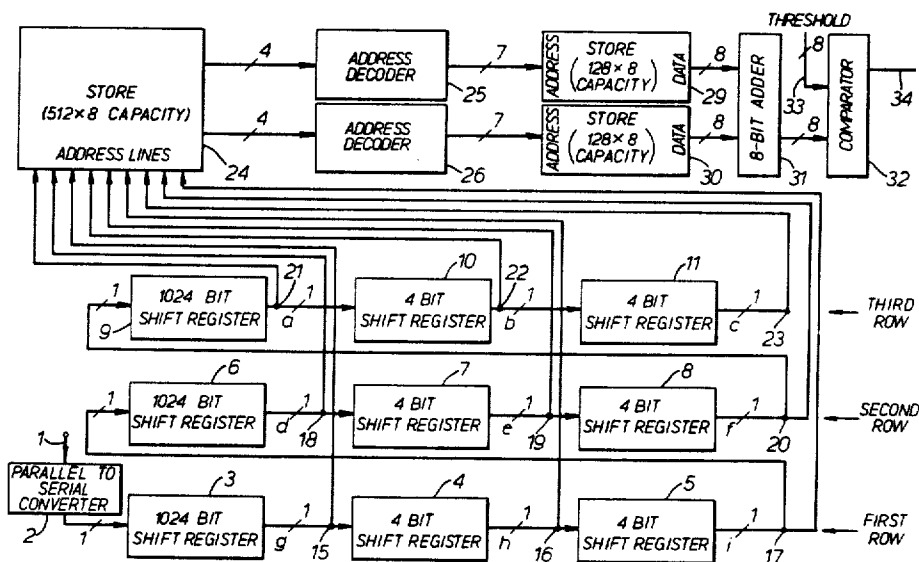 THRESHOLD
STORE
(512×8 CAPACITY)
ADDRESS LINES
24
4
4
ADDRESS
DECODER
25
ADDRESS
DECODER
26
7
7
ADDRESS
STORE
(128×8
CAPACITY)
DATA
29
ADDRESS
STORE
(128×8
CAPACITY)
DATA
30
8
8
8-BIT ADDER
31
8
33
8
COMPARATOR
32
34
1
9
1024 BIT
SHIFT REGISTER
21
a
1
10
4 BIT
SHIFT REGISTER
22
b
1
11
4 BIT
SHIFT REGISTER
c
1
23
THIRD
ROW
1
6
1024 BIT
SHIFT REGISTER
d
1
18
7
4 BIT
SHIFT REGISTER
e
1
19
8
4 BIT
SHIFT REGISTER
f
1
20
SECOND
ROW
1
PARALLEL TO
SERIAL
CONVERTER
2
1
3
1024 BIT
SHIFT REGISTER
g
1
15
4
4 BIT
SHIFT REGISTER
h
1
16
5
4 BIT
SHIFT REGISTER
i
1
17
FIRST
ROW